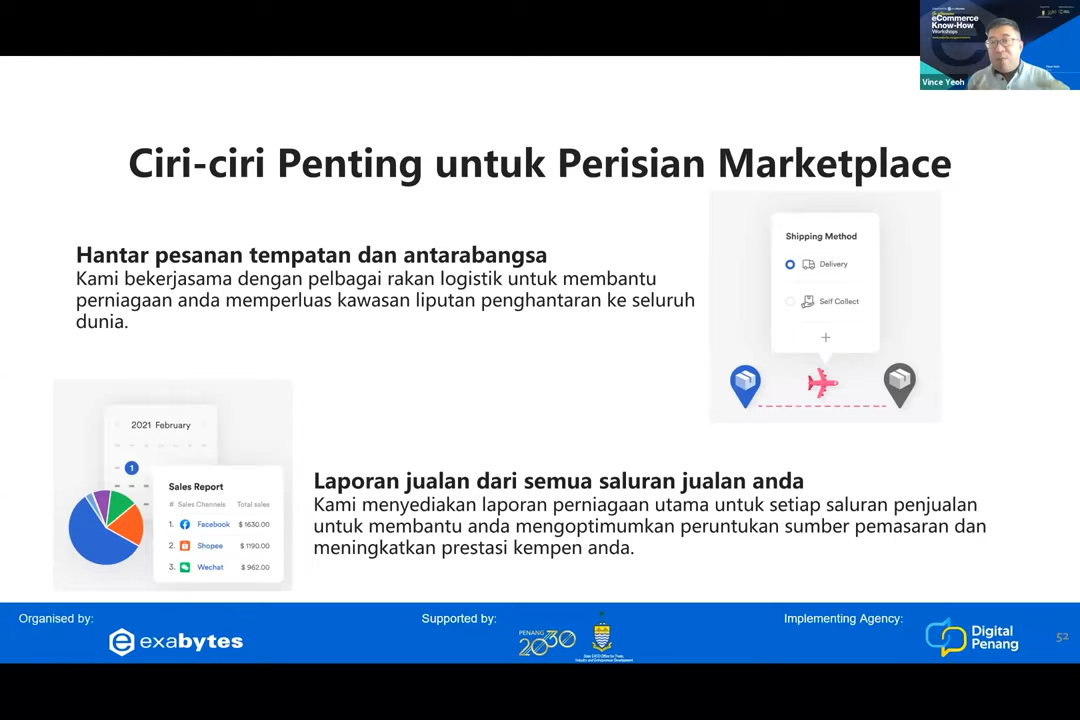 eCommerce
Know-How
Workshops
Vince Yeoh
Ciri-ciri Penting untuk Perisian Marketplace
Hantar pesanan tempatan dan antarabangsa
Kami bekerjasama dengan pelbagai rakan logistik untuk membantu
perniagaan anda memperluas kawasan liputan penghantaran ke seluruh
dunia.
Shipping Method
Delivery
Self Collect
2021 February
1
Sales Report
# Sales Channels Total sales
1. Facebook $ 1630.00
2. Shopee $ 1190.00
3. Wechat $ 962.00
Laporan jualan dari semua saluran jualan anda
Kami menyediakan laporan perniagaan utama untuk setiap saluran penjualan
untuk membantu anda mengoptimumkan peruntukan sumber pemasaran dan
meningkatkan prestasi kempen anda.
Organised by:
exabytes
Supported by:
PENANG
2030
Implementing Agency:
Digital
Penang
52